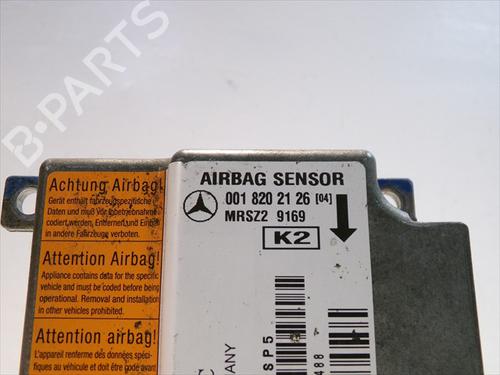 B-PARTS
Achtung Airbag!
Gerät enthält fahrzeugspezifische
Daten und muß vor Inbetriebnahme
codiert werden, Entfernen und Einbau
in andere Fahrzeuge verboten.
Attention Airbag!
Appliance contains data for the specific
vehicle and must be coded before being
operational. Removal and installation
in other vehicles prohibited.
Attention airbag!
L'appareil renferme des données spéci-
fiques au véhicule et doit être codé avant
AIRBAG SENSOR
001 820 21 26 [04]
MRSZ2 9169
K2
ANY
SP5
488